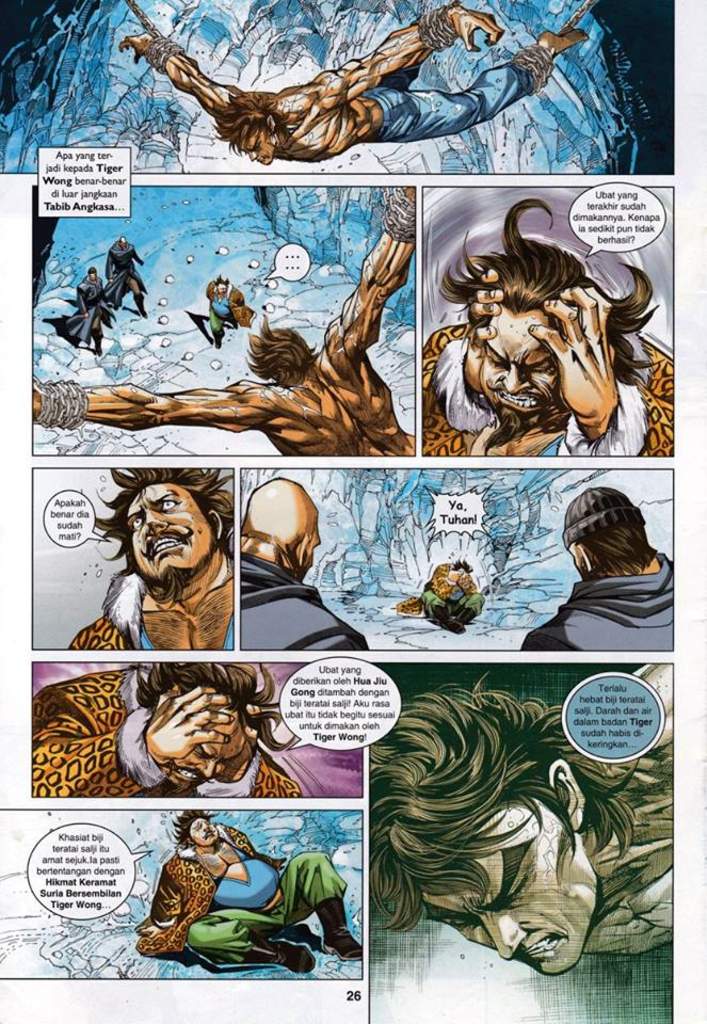 Apa yang ter-
jadi kepada Tiger
Wong benar-benar
di luar jangkaan
Tabib Angkasa...
...
...
Ubat yang
terakhir sudah
dimakannya. Kenapa
ia sedikit pun tidak
berhasil?
Apakah
benar dia
sudah
mati?
Ya,
Tuhan!
Ubat yang
diberikan oleh Hua Jiu
Gong ditambah dengan
biji teratai salji! Aku rasa
ubat itu tidak begitu sesuai
untuk dimakan oleh
Tiger Wong!
Terlalu
hebat biji teratai
salji. Darah dan air
dalam badan Tiger
sudah habis di-
keringkan...
Khasiat biji
teratai salji itu
amat sejuk.Ia pasti
bertentangan dengan
Hikmat Keramat
Suria Bersembilan
Tiger Wong...
26